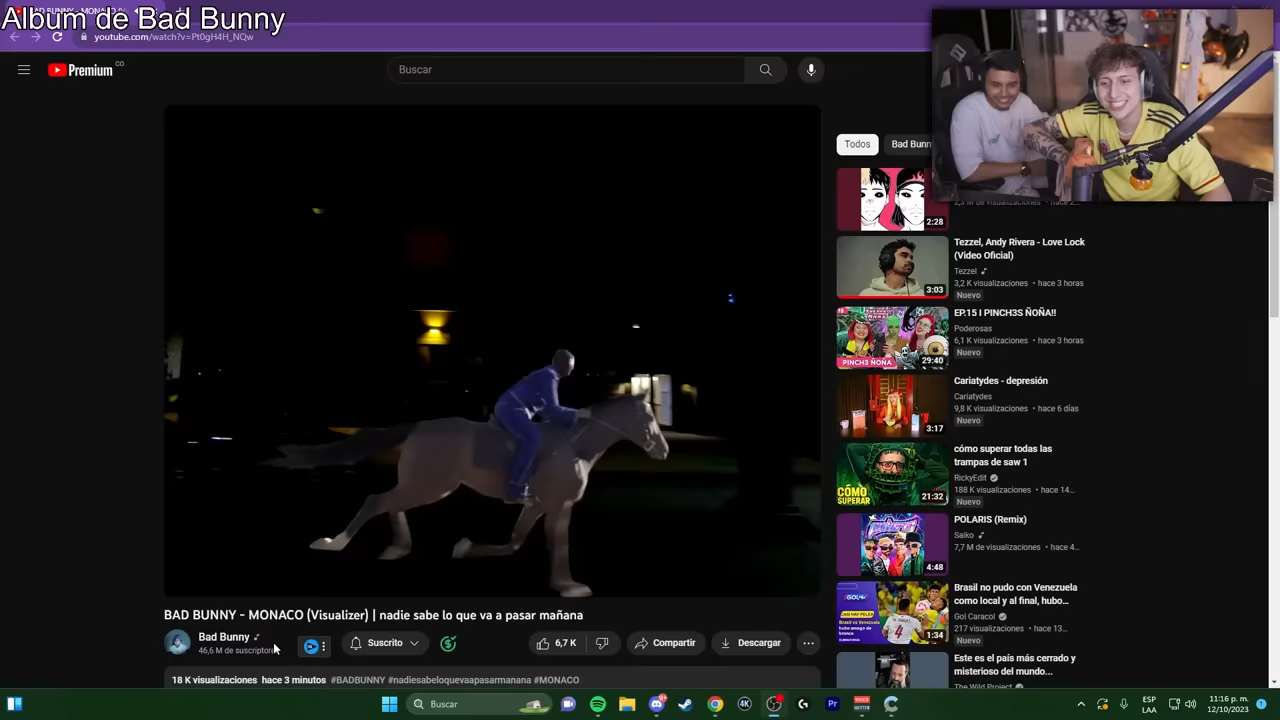 Album de Bad Bunny
youtube.com/watch?v=Pt0gH4H_NQw
Premium
CO
Buscar
Todos
Bad Bunn
2:28
Tezzel, Andy Rivera - Love Lock
(Video Oficial)
Tezzel
3,2 K visualizaciones • hace 3 horas
Nuevo
3:03
EP.15 I PINCH3S ÑOÑA!!
Poderosas
6,1 K visualizaciones • hace 3 horas
Nuevo
PINCH3 ÑOÑA
29:40
Cariatydes - depresión
Cariatydes
9,8 K visualizaciones • hace 6 días
Nuevo
3:17
cómo superar todas las
trampas de saw 1
RickyEdit
188 K visualizaciones • hace 14...
Nuevo
CÓMO
SUPERAR
21:32
POLARIS (Remix)
Saiko
7,7 M de visualizaciones • hace 4...
4:48
Brasil no pudo con Venezuela
como local y al final, hubo...
Gol Caracol
217 visualizaciones • hace 13...
Nuevo
1:34
Este es el país más cerrado y
misterioso del mundo...
The Wild Project
BAD BUNNY - MONACO (Visualizer) | nadie sabe lo que va a pasar mañana
Bad Bunny
46,6 M de suscriptores
Suscrito
Compartir
Descargar
18 K visualizaciones hace 3 minutos #BADBUNNY #nadiesabeloquevaapasarmanana #MONACO
Buscar
Pr
ESP
LAA
11:16 p. m.
12/10/2023